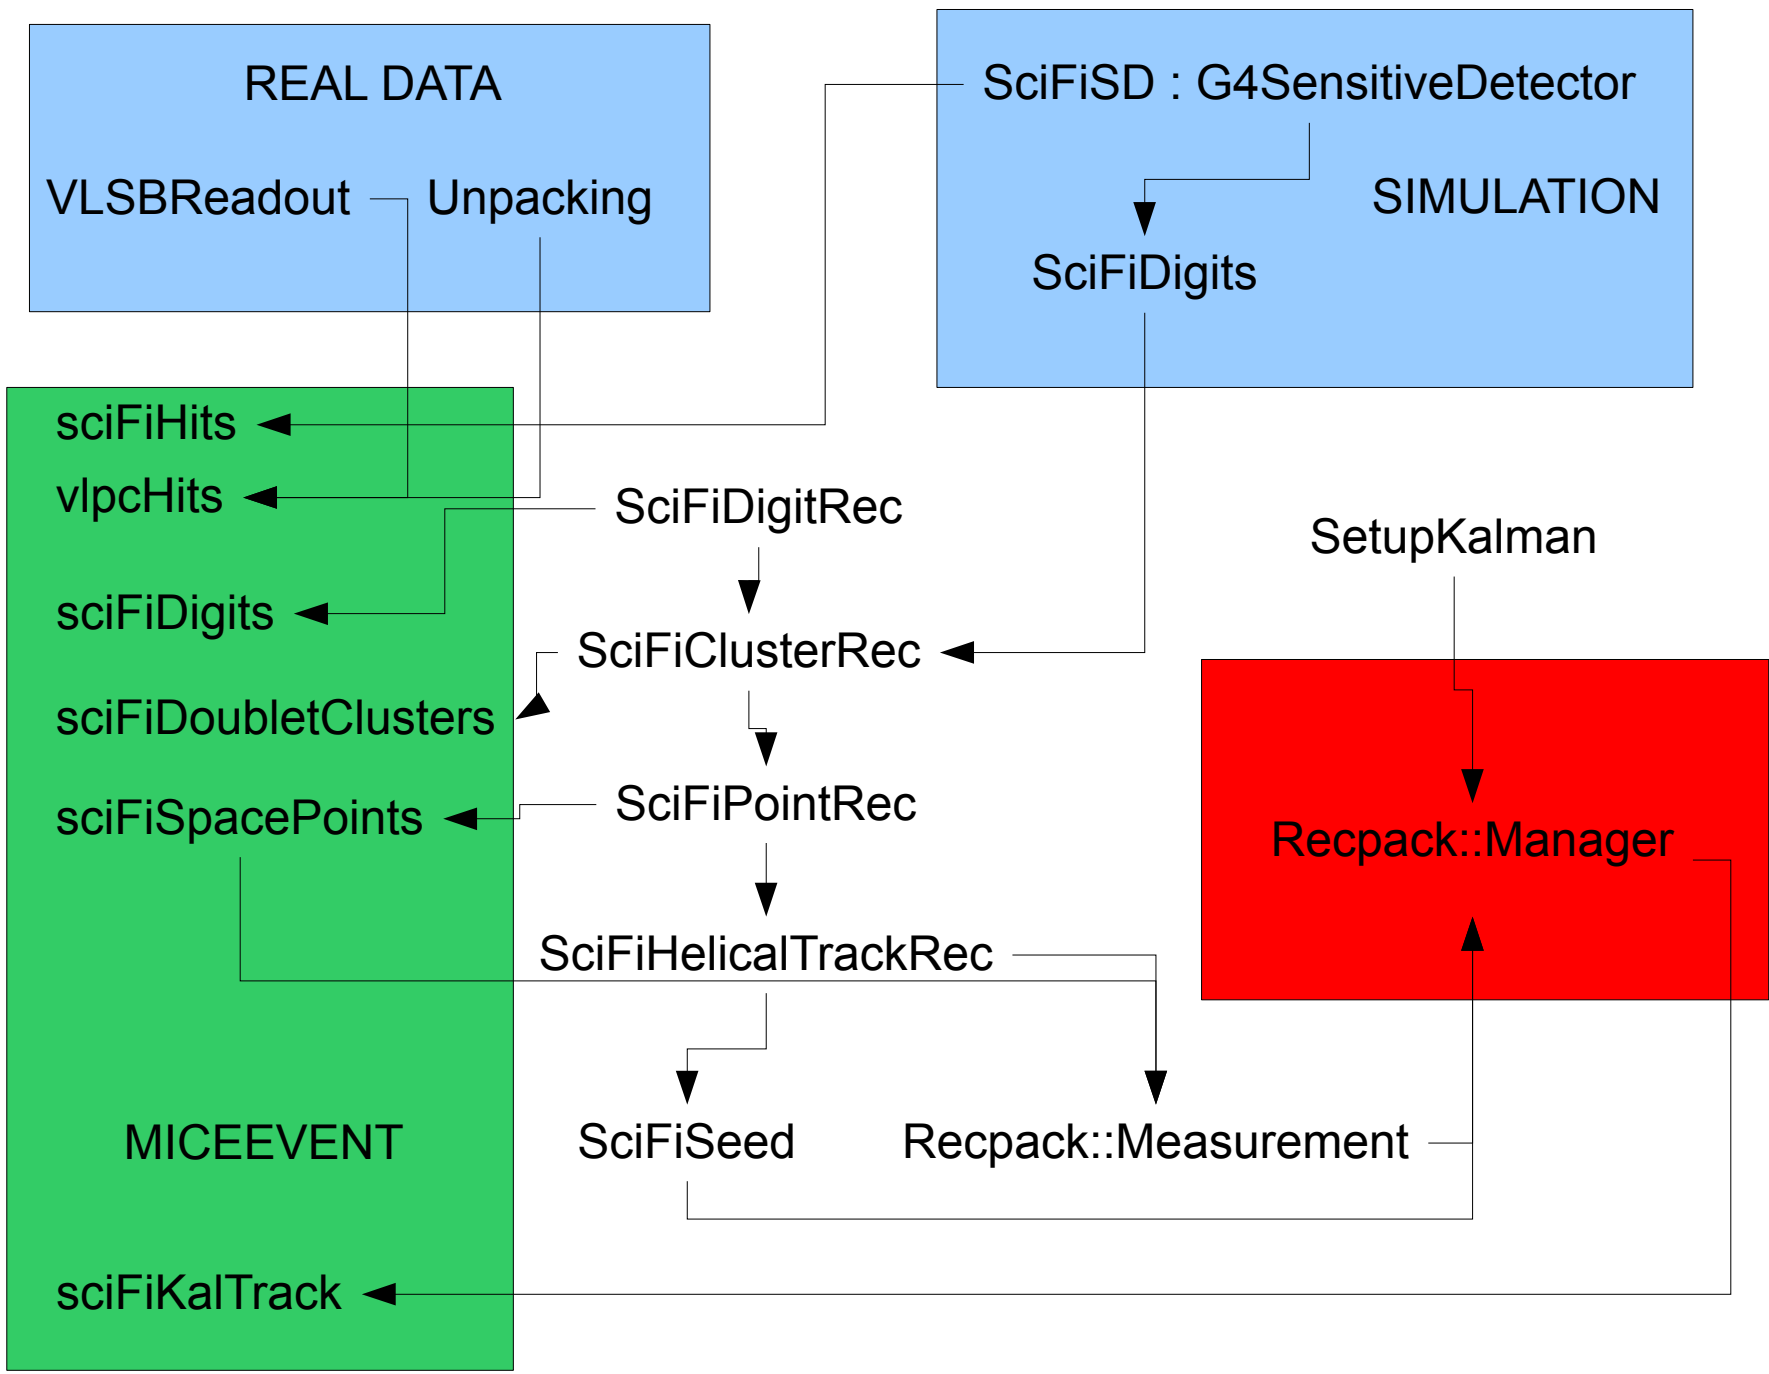 REAL DATA
SciFiSD : G4SensitiveDetector
VLSBReadout
Unpacking
SIMULATION
SciFiDigits
sciFiHits
vlpcHits
SciFiDigitRec
SetupKalman
sciFiDigits
SciFiClusterRec
sciFiDoubletClusters
sciFiSpacePoints
SciFiPointRec
Recpack::Manager
SciFiHelicalTrackRec
MICEEVENT
SciFiSeed
Recpack::Measurement
sciFiKalTrack